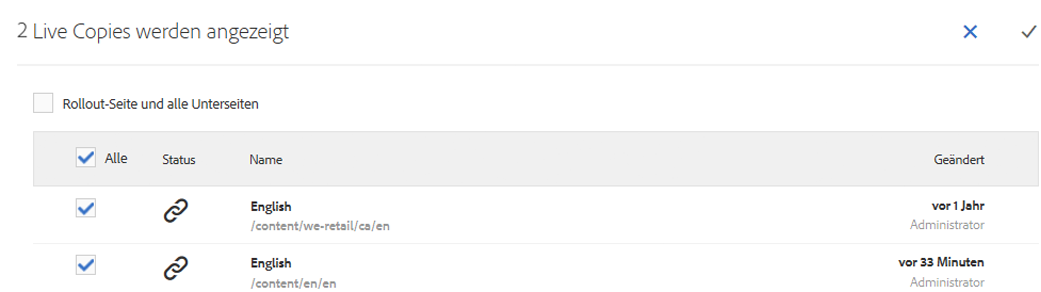 2 Live Copies werden angezeigt
Rollout-Seite und alle Unterseiten
Alle Status Name Geändert
English vor 1 Jahr
/content/we-retail/ca/en Administrator
English vor 33 Minuten
/content/en/en Administrator